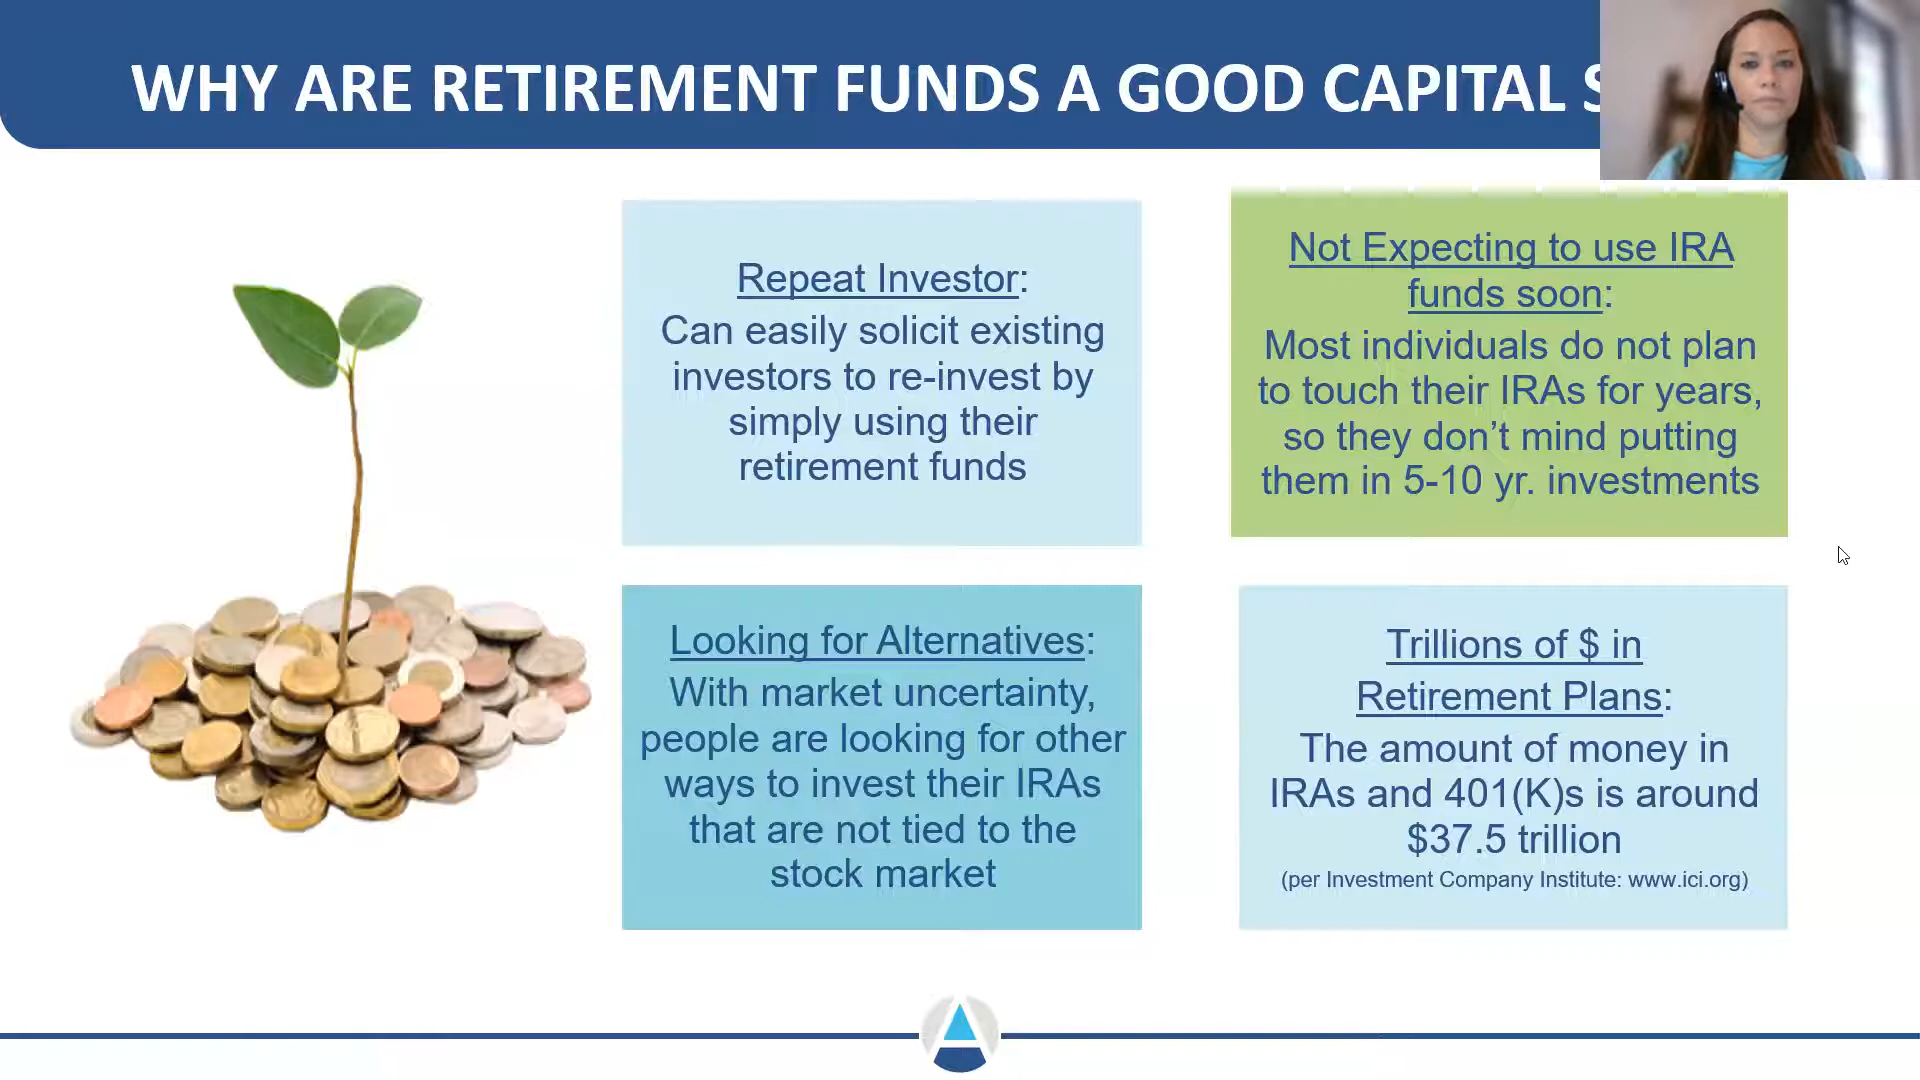 WHY ARE RETIREMENT FUNDS A GOOD CAPITAL
Repeat Investor:
Can easily solicit existing
investors to re-invest by
simply using their
retirement funds
Not Expecting to use IRA
funds soon:
Most individuals do not plan
to touch their IRAs for years,
so they don’t mind putting
them in 5-10 yr. investments
Looking for Alternatives:
With market uncertainty,
people are looking for other
ways to invest their IRAs
that are not tied to the
stock market
Trillions of $ in
Retirement Plans:
The amount of money in
IRAs and 401(K)s is around
$37.5 trillion
(per Investment Company Institute: www.ici.org)